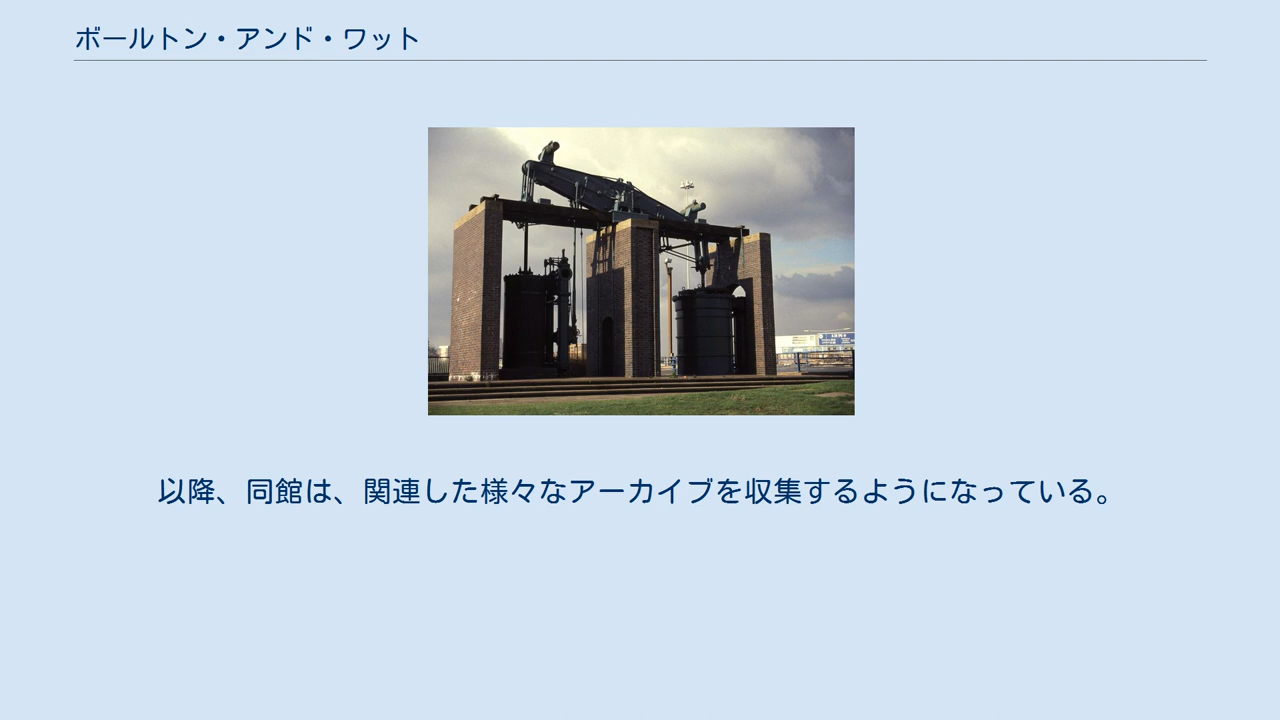 ボールトン・アンド・ワット
以降、同館は、関連した様々なアーカイブを収集するようになっている。